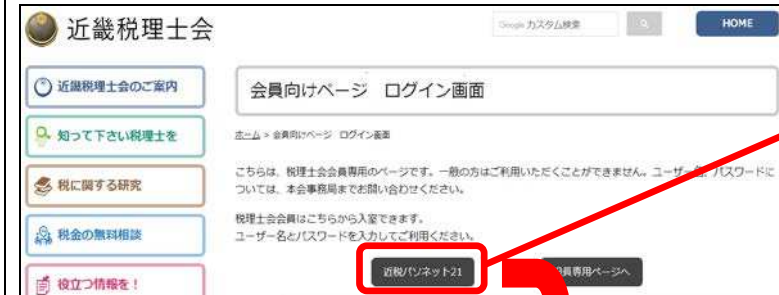 近畿税理士会
Google カスタム検索
HOME
近畿税理士会のご案内
会員向けページ ログイン画面
知って下さい税理士を
ホーム > 会員向けページ ログイン画面
税に関する研究
こちらは、税理士会会員専用のページです。一般の方はご利用いただくことができません。ユーザー名、パスワードに
ついては、本会事務局までお問い合わせください。
税金の無料相談
税理士会会員はこちらから入室できます。
ユーザー名とパスワードを入力してご利用ください。
役立つ情報を！
近税パソネット21
員専用ページへ